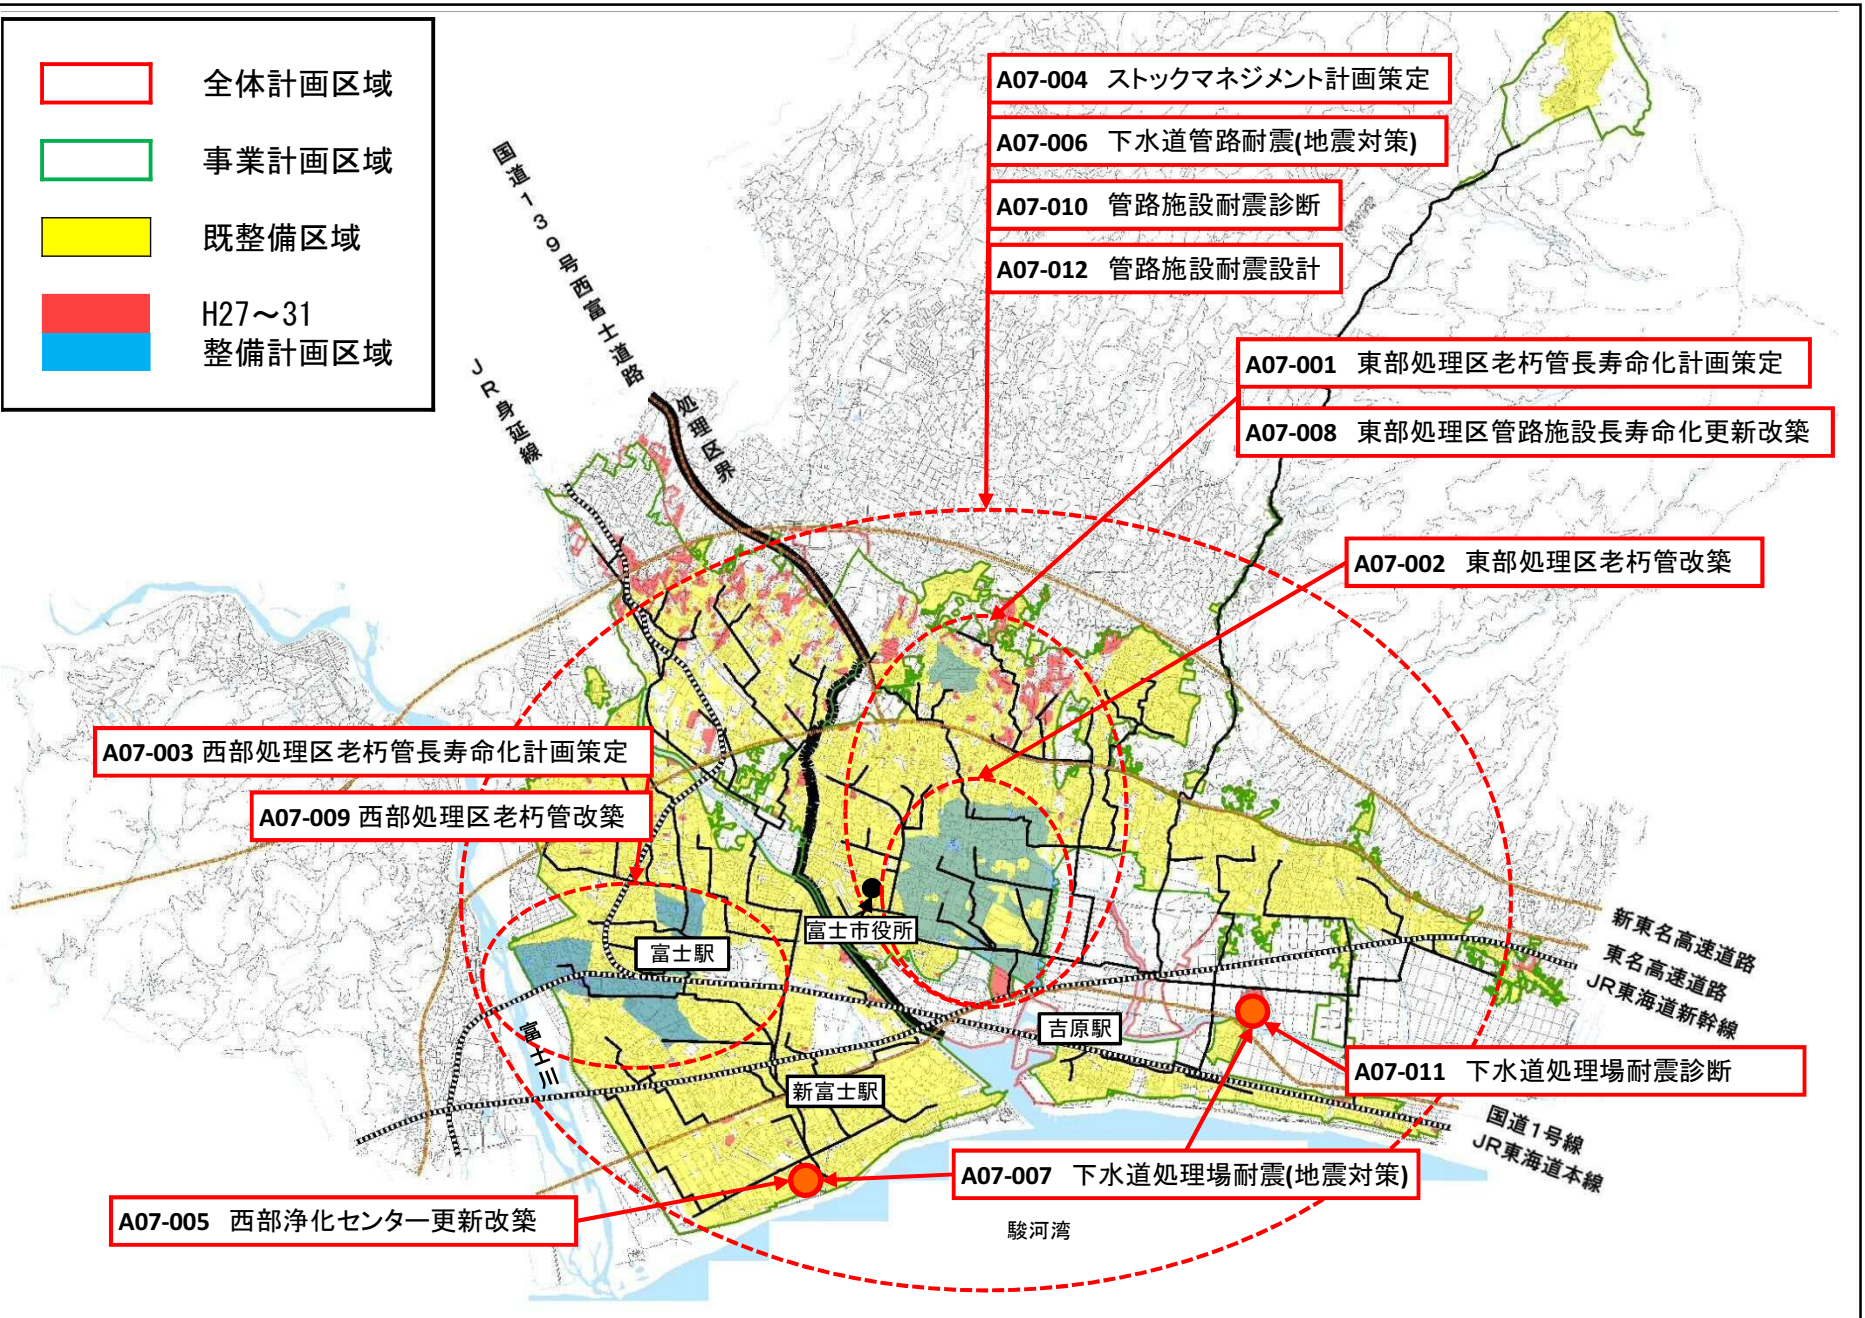 全体計画区域
事業計画区域
既整備区域
H27～31
整備計画区域
A07-004 ストックマネジメント計画策定
A07-006 下水道管路耐震(地震対策)
A07-010 管路施設耐震診断
A07-012 管路施設耐震設計
国道139号西富士道路
処理区界
JR身延線
A07-001 東部処理区老朽管長寿命化計画策定
A07-008 東部処理区管路施設長寿命化更新改築
A07-002 東部処理区老朽管改築
A07-003 西部処理区老朽管長寿命化計画策定
A07-009 西部処理区老朽管改築
富士市役所
富士駅
新東名高速道路
東名高速道路
JR東海道新幹線
吉原駅
富士川
新富士駅
A07-011 下水道処理場耐震診断
国道1号線
JR東海道本線
A07-007 下水道処理場耐震(地震対策)
A07-005 西部浄化センター更新改築
駿河湾